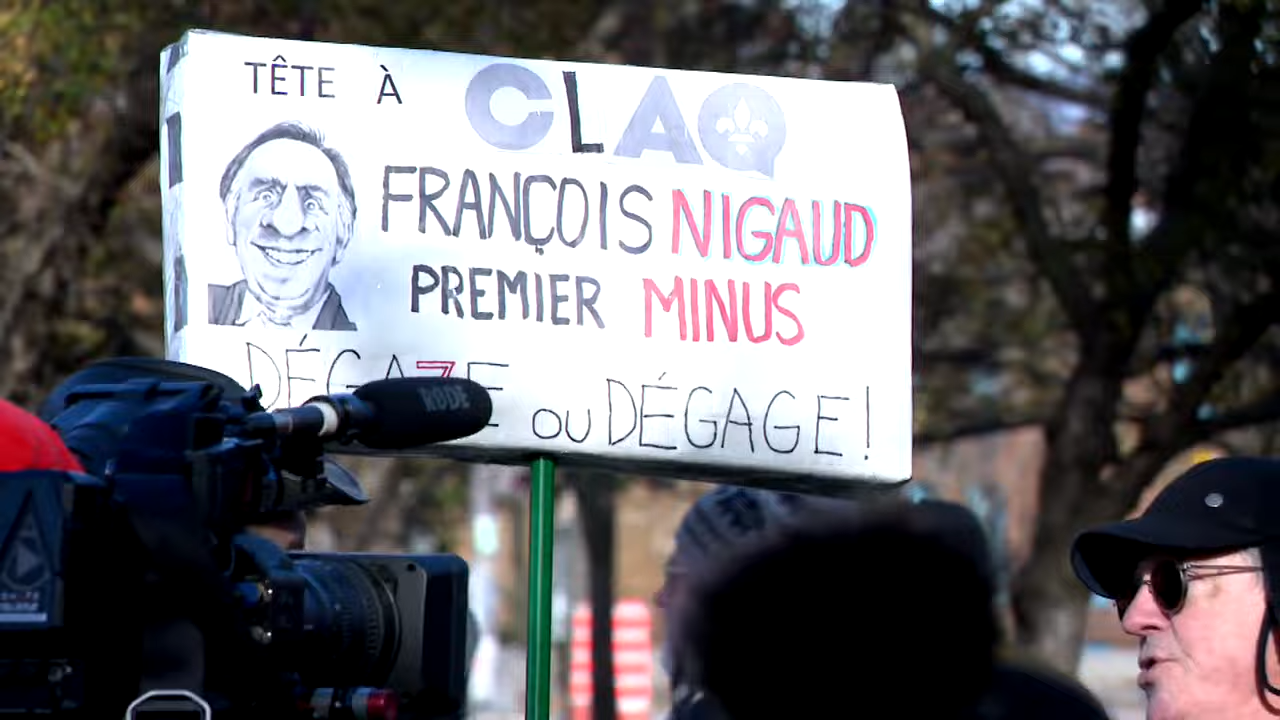 TÊTE À CLAQ
FRANÇOIS NIGAUD
PREMIER MINUS
DÉGAZE OU DÉGAGE!
RØDE